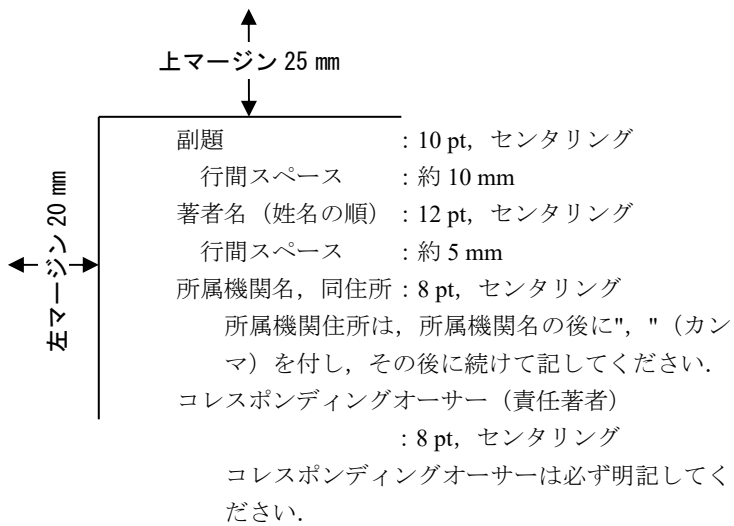 上マージン 25 mm
左マージン 20 mm
副題 : 10 pt，センタリング
行間スペース : 約 10 mm
著者名（姓名の順） : 12 pt，センタリング
行間スペース : 約 5 mm
所属機関名，同住所 : 8 pt，センタリング
所属機関住所は，所属機関名の後に"，"（カン
マ）を付し，その後に続けて記してください．
コレスポンディングオーサー（責任著者）
: 8 pt，センタリング
コレスポンディングオーサーは必ず明記してく
ださい．